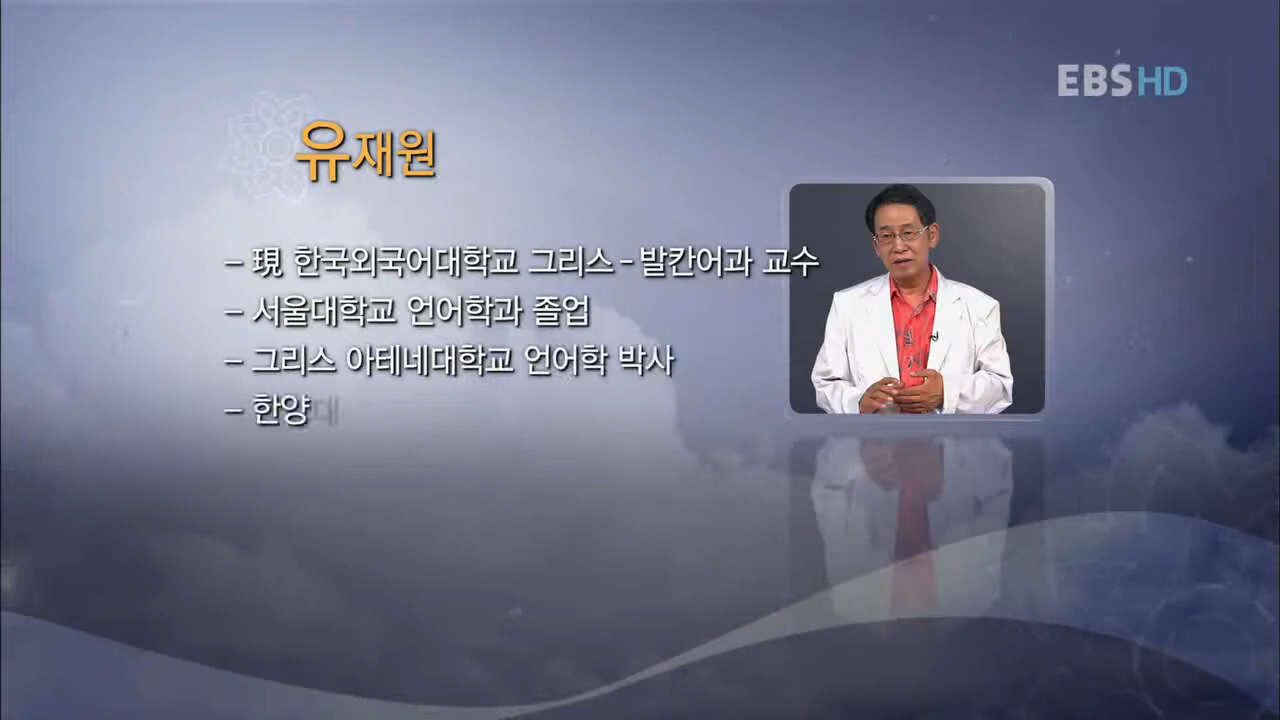 EBS HD
유재원
– 現 한국외국어대학교 그리스 – 발칸어과 교수
– 서울대학교 언어학과 졸업
– 그리스 아테네대학교 언어학 박사
– 한양대